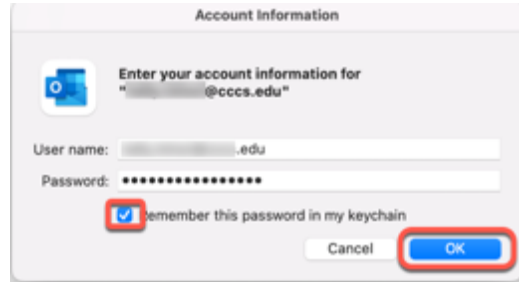 Account Information
Enter your account information for
" @cccs.edu"
User name: .edu
Password: ••••••••••••••••
Remember this password in my keychain
Cancel OK